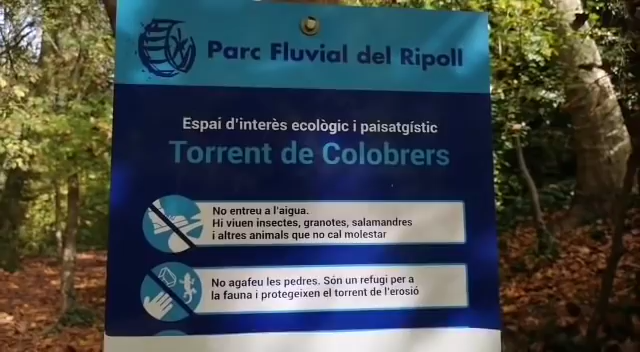 Parc Fluvial del Ripoll
Espai d'interès ecològic i paisatgístic
Torrent de Colobrers
No entreu a l'aigua.
Hi viuen insectes, granotes, salamandres
i altres animals que no cal molestar
No agafeu les pedres. Són un refugi per a
la fauna i protegeixen el torrent de l'erosió